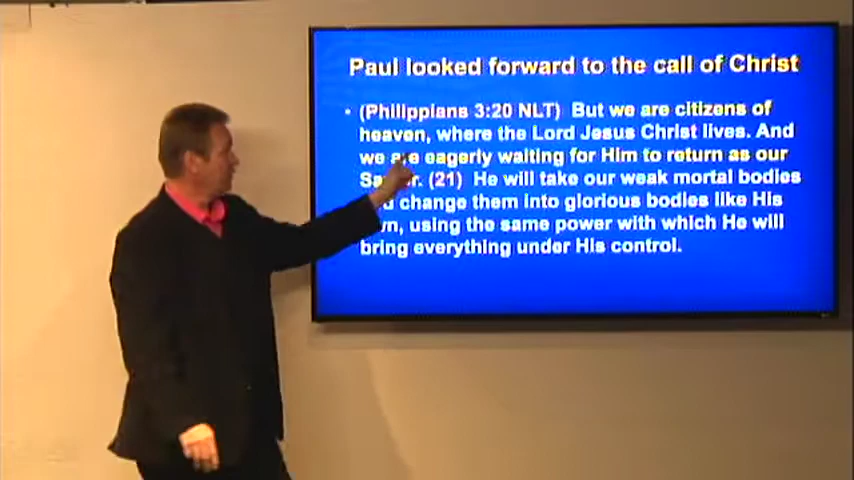 Paul looked forward to the call of Christ
• (Philippians 3:20 NLT) But we are citizens of
heaven, where the Lord Jesus Christ lives. And
we are eagerly waiting for Him to return as our
(21) He will take our weak mortal bodies
change them into glorious bodies like His
using the same power with which He will
bring everything under His control.